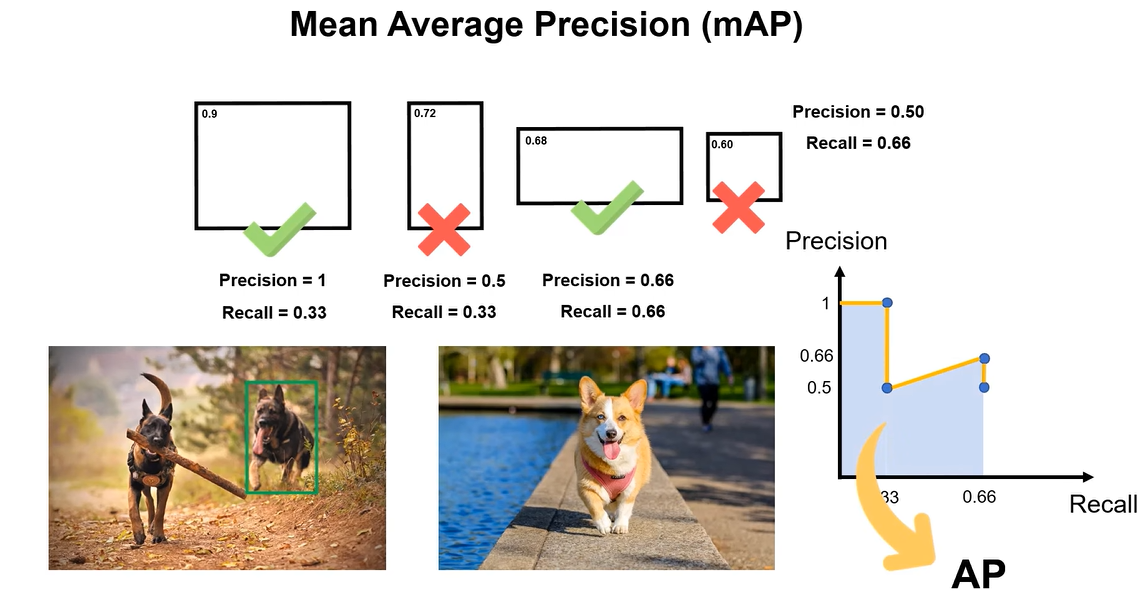 Mean Average Precision (mAP)
0.9
0.72
0.68
0.60
Precision = 0.50
Recall = 0.66
Precision = 1
Recall = 0.33
Precision = 0.5
Recall = 0.33
Precision = 0.66
Recall = 0.66
Precision
1
0.66
0.5
33
0.66
Recall
AP